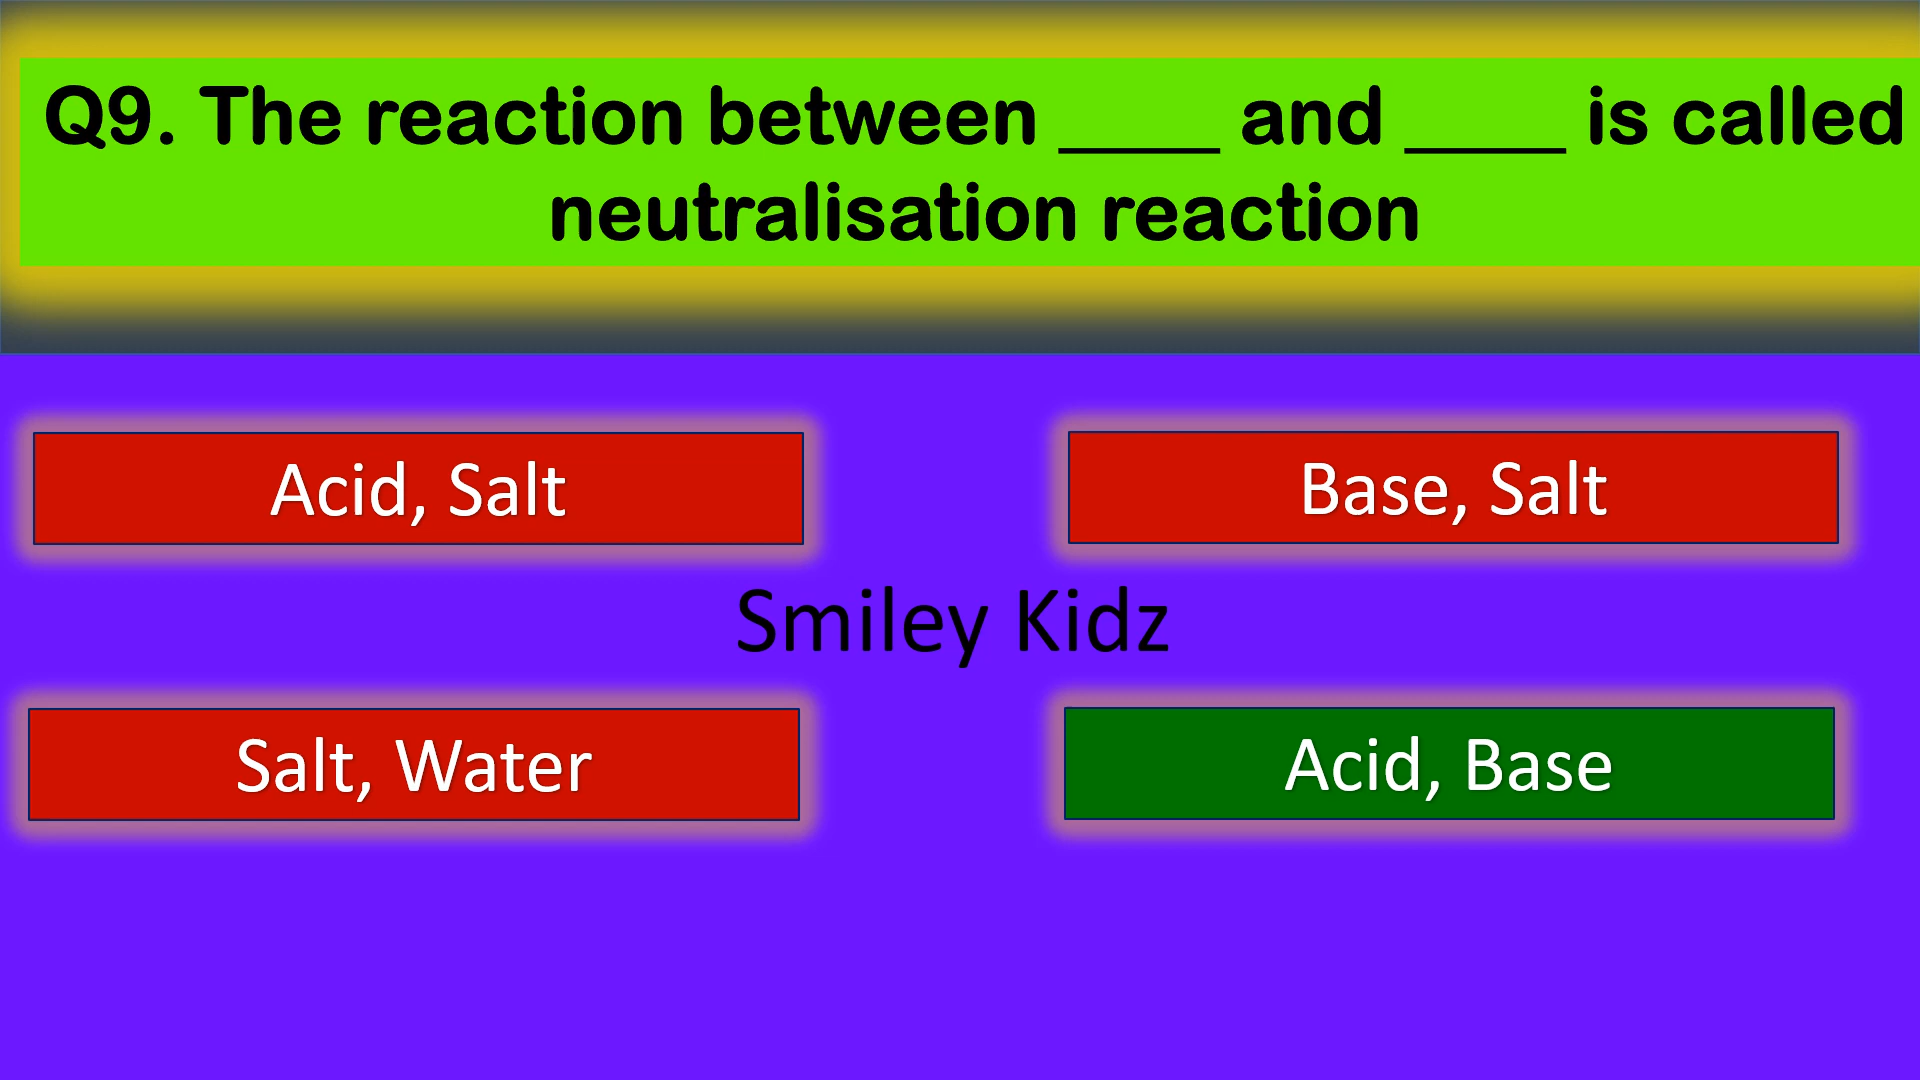 Q9. The reaction between ____ and ____ is called
neutralisation reaction
Acid, Salt
Base, Salt
Smiley Kidz
Salt, Water
Acid, Base